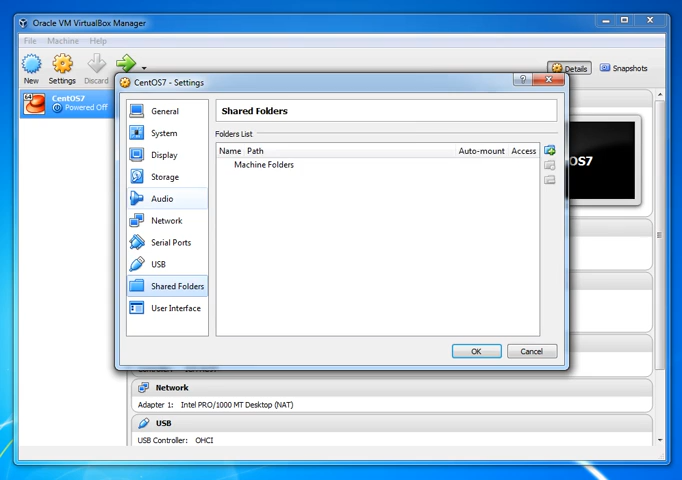 Oracle VM VirtualBox Manager
File Machine Help
New Settings Discard
Details Snapshots
64
CentOS7
Powered Off
CentOS7 - Settings
?
General
System
Display
Storage
Audio
Network
Serial Ports
USB
Shared Folders
User Interface
Shared Folders
Folders List
Name Path Auto-mount Access
Machine Folders
OK Cancel
OS7
Network
Adapter 1: Intel PRO/1000 MT Desktop (NAT)
USB
USB Controller: OHCI